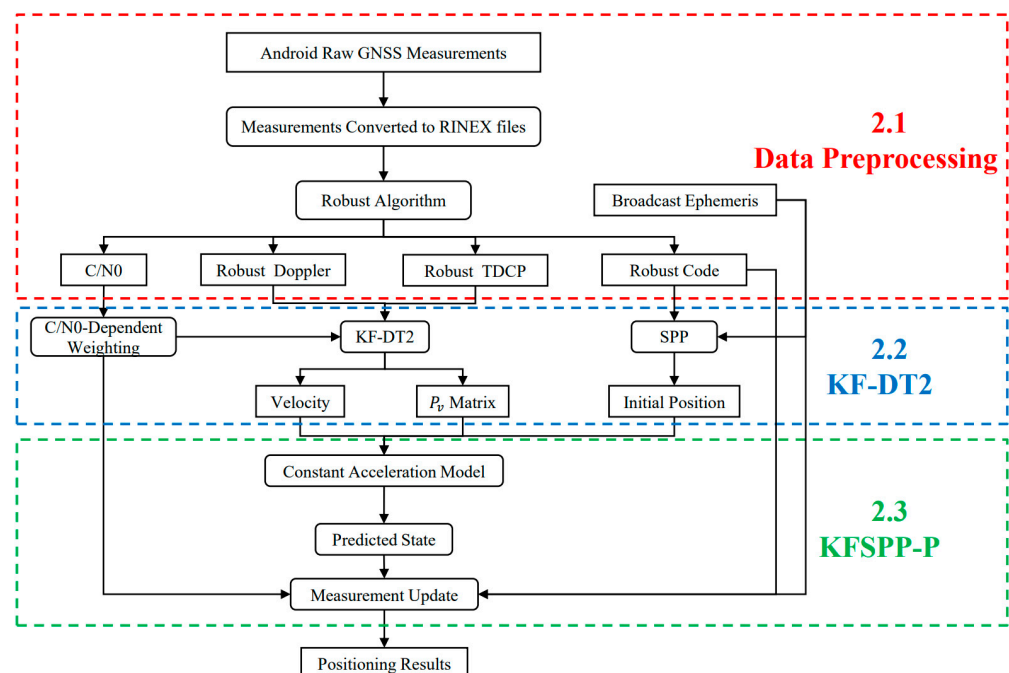 Android Raw GNSS Measurements
Measurements Converted to RINEX files
2.1
Data Preprocessing
Robust Algorithm
Broadcast Ephemeris
C/N0
Robust Doppler
Robust TDCP
Robust Code
C/N0-Dependent
Weighting
KF-DT2
SPP
2.2
KF-DT2
Velocity
P_v Matrix
Initial Position
Constant Acceleration Model
2.3
KFSPP-P
Predicted State
Measurement Update
Positioning Results